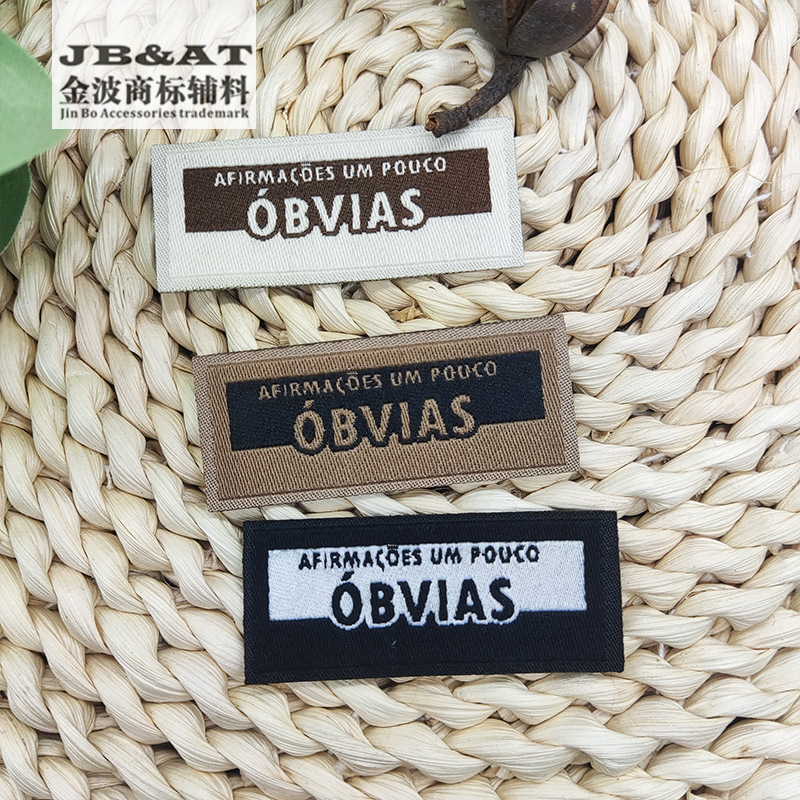 JB&AT
金波商标辅料
Jin Bo Accessories trademark
AFIRMAÇÕES UM POUCO
ÓBVIAS
AFIRMAÇÕES UM POUCO
ÓBVIAS
AFIRMAÇÕES UM POUCO
ÓBVIAS